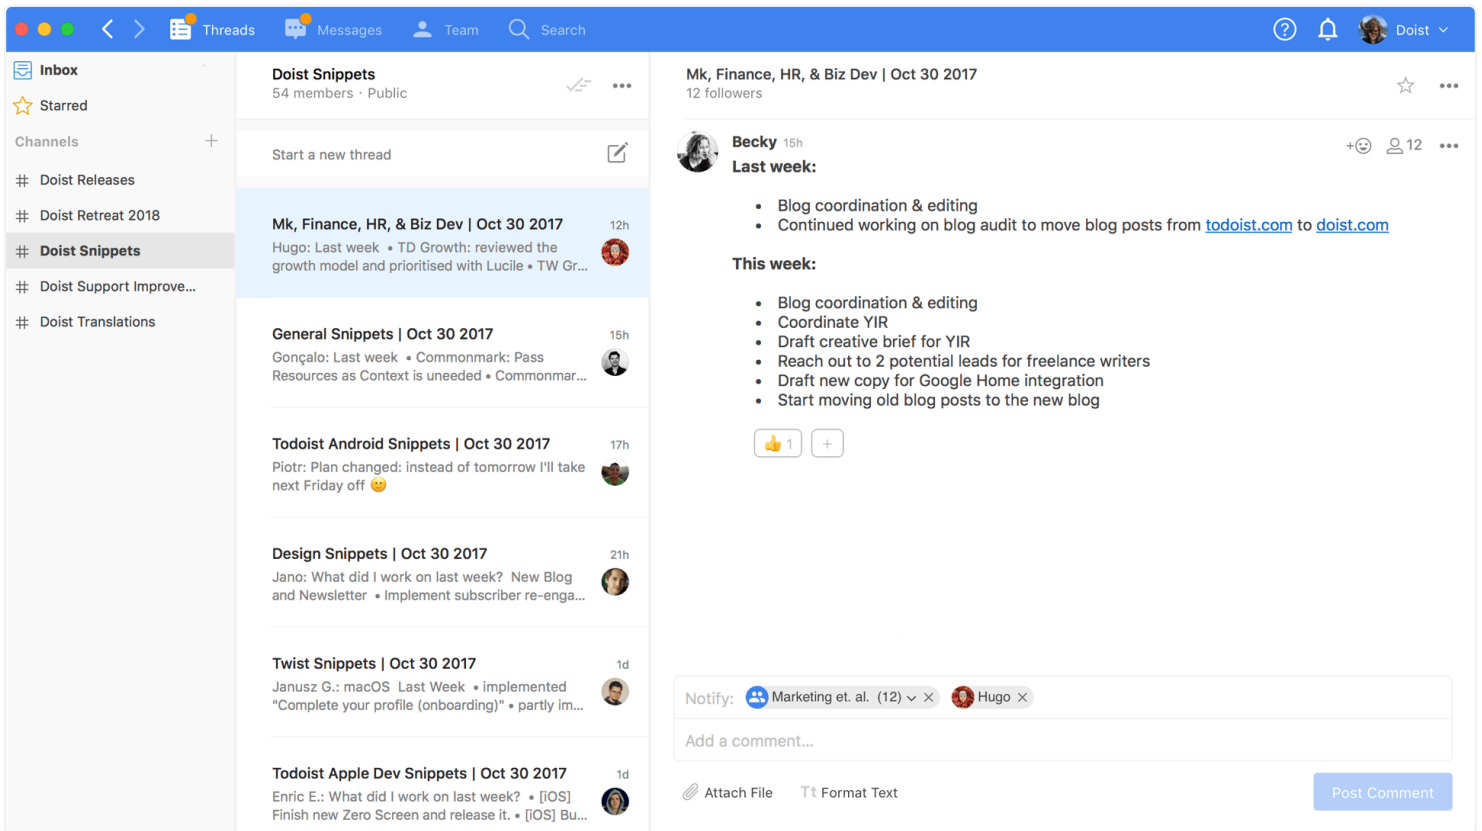 Threads
Messages
Team
Search
Doist
Inbox
Starred
Channels
# Doist Releases
# Doist Retreat 2018
# Doist Snippets
# Doist Support Improve...
# Doist Translations
Doist Snippets
54 members · Public
Start a new thread
Mk, Finance, HR, & Biz Dev | Oct 30 2017 12h
Hugo: Last week • TD Growth: reviewed the
growth model and prioritised with Lucile • TW Gr...
General Snippets | Oct 30 2017 15h
Gonçalo: Last week • Commonmark: Pass
Resources as Context is uneeded • Commonmar...
Todoist Android Snippets | Oct 30 2017 17h
Piotr: Plan changed: instead of tomorrow I'll take
next Friday off 🙂
Design Snippets | Oct 30 2017 21h
Jano: What did I work on last week? New Blog
and Newsletter • Implement subscriber re-enga...
Twist Snippets | Oct 30 2017 1d
Janusz G.: macOS Last Week • implemented
"Complete your profile (onboarding)" • partly im...
Todoist Apple Dev Snippets | Oct 30 2017 1d
Enric E.: What did I work on last week? • [iOS]
Finish new Zero Screen and release it. • [iOS] Bu...
Mk, Finance, HR, & Biz Dev | Oct 30 2017
12 followers
Becky 15h
12
Last week:
• Blog coordination & editing
• Continued working on blog audit to move blog posts from todoist.com to doist.com
This week:
• Blog coordination & editing
• Coordinate YIR
• Draft creative brief for YIR
• Reach out to 2 potential leads for freelance writers
• Draft new copy for Google Home integration
• Start moving old blog posts to the new blog
👍 1 +
Notify: Marketing et. al. (12) Hugo
Add a comment...
Attach File
Tt Format Text
Post Comment